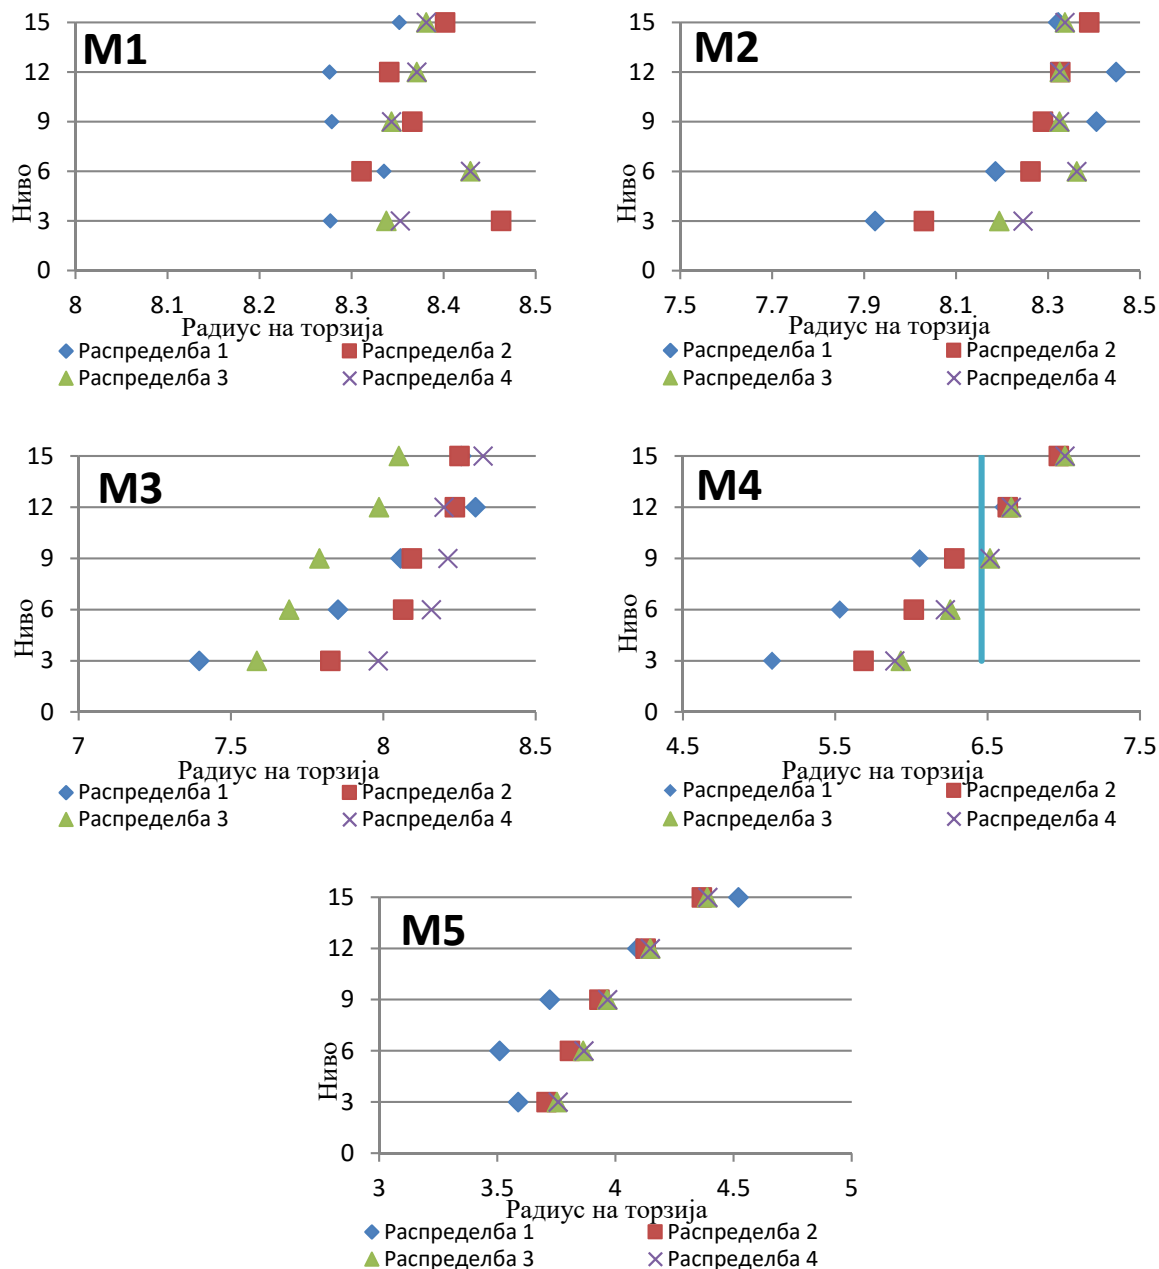 M1
15
12
9
6
3
0
Ниво
8 8.1 8.2 8.3 8.4 8.5
Радиус на торзија
Распределба 1 Распределба 2
Распределба 3 Распределба 4
M2
15
12
9
6
3
0
Ниво
7.5 7.7 7.9 8.1 8.3 8.5
Радиус на торзија
Распределба 1 Распределба 2
Распределба 3 Распределба 4
M3
15
12
9
6
3
0
Ниво
7 7.5 8 8.5
Радиус на торзија
Распределба 1 Распределба 2
Распределба 3 Распределба 4
M4
15
12
9
6
3
0
Ниво
4.5 5.5 6.5 7.5
Радиус на торзија
Распределба 1 Распределба 2
Распределба 3 Распределба 4
M5
15
12
9
6
3
0
Ниво
3 3.5 4 4.5 5
Радиус на торзија
Распределба 1 Распределба 2
Распределба 3 Распределба 4